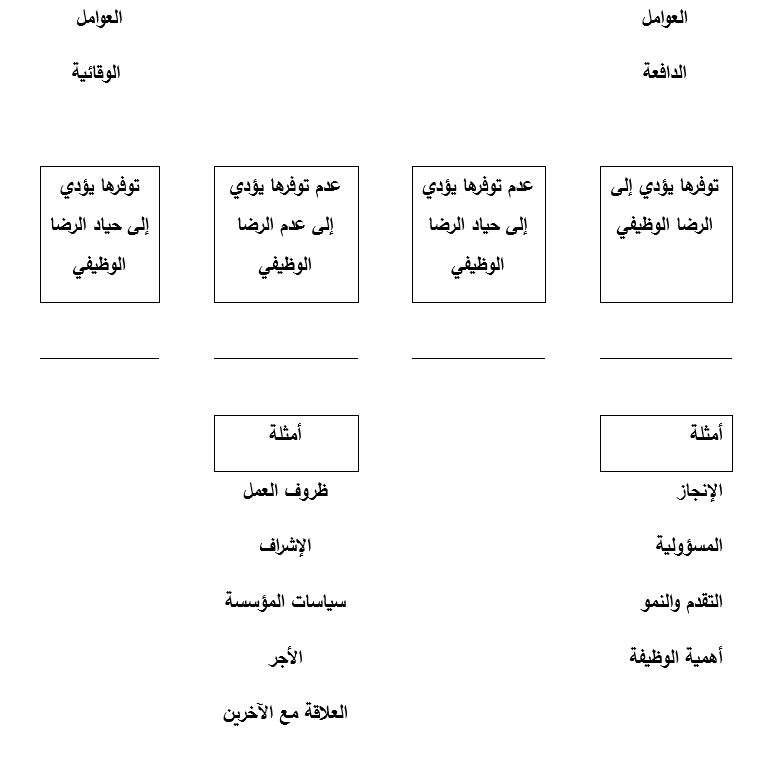 العوامل
الدافعة
العوامل
الوقائية
توفرها يؤدي إلى
الرضا الوظيفي
عدم توفرها يؤدي
إلى حياد الرضا
الوظيفي
عدم توفرها يؤدي
إلى عدم الرضا
الوظيفي
توفرها يؤدي
إلى حياد الرضا
الوظيفي
أمثلة
الإنجاز
المسؤولية
التقدم والنمو
أهمية الوظيفة
أمثلة
ظروف العمل
الإشراف
سياسات المؤسسة
الأجر
العلاقة مع الآخرين